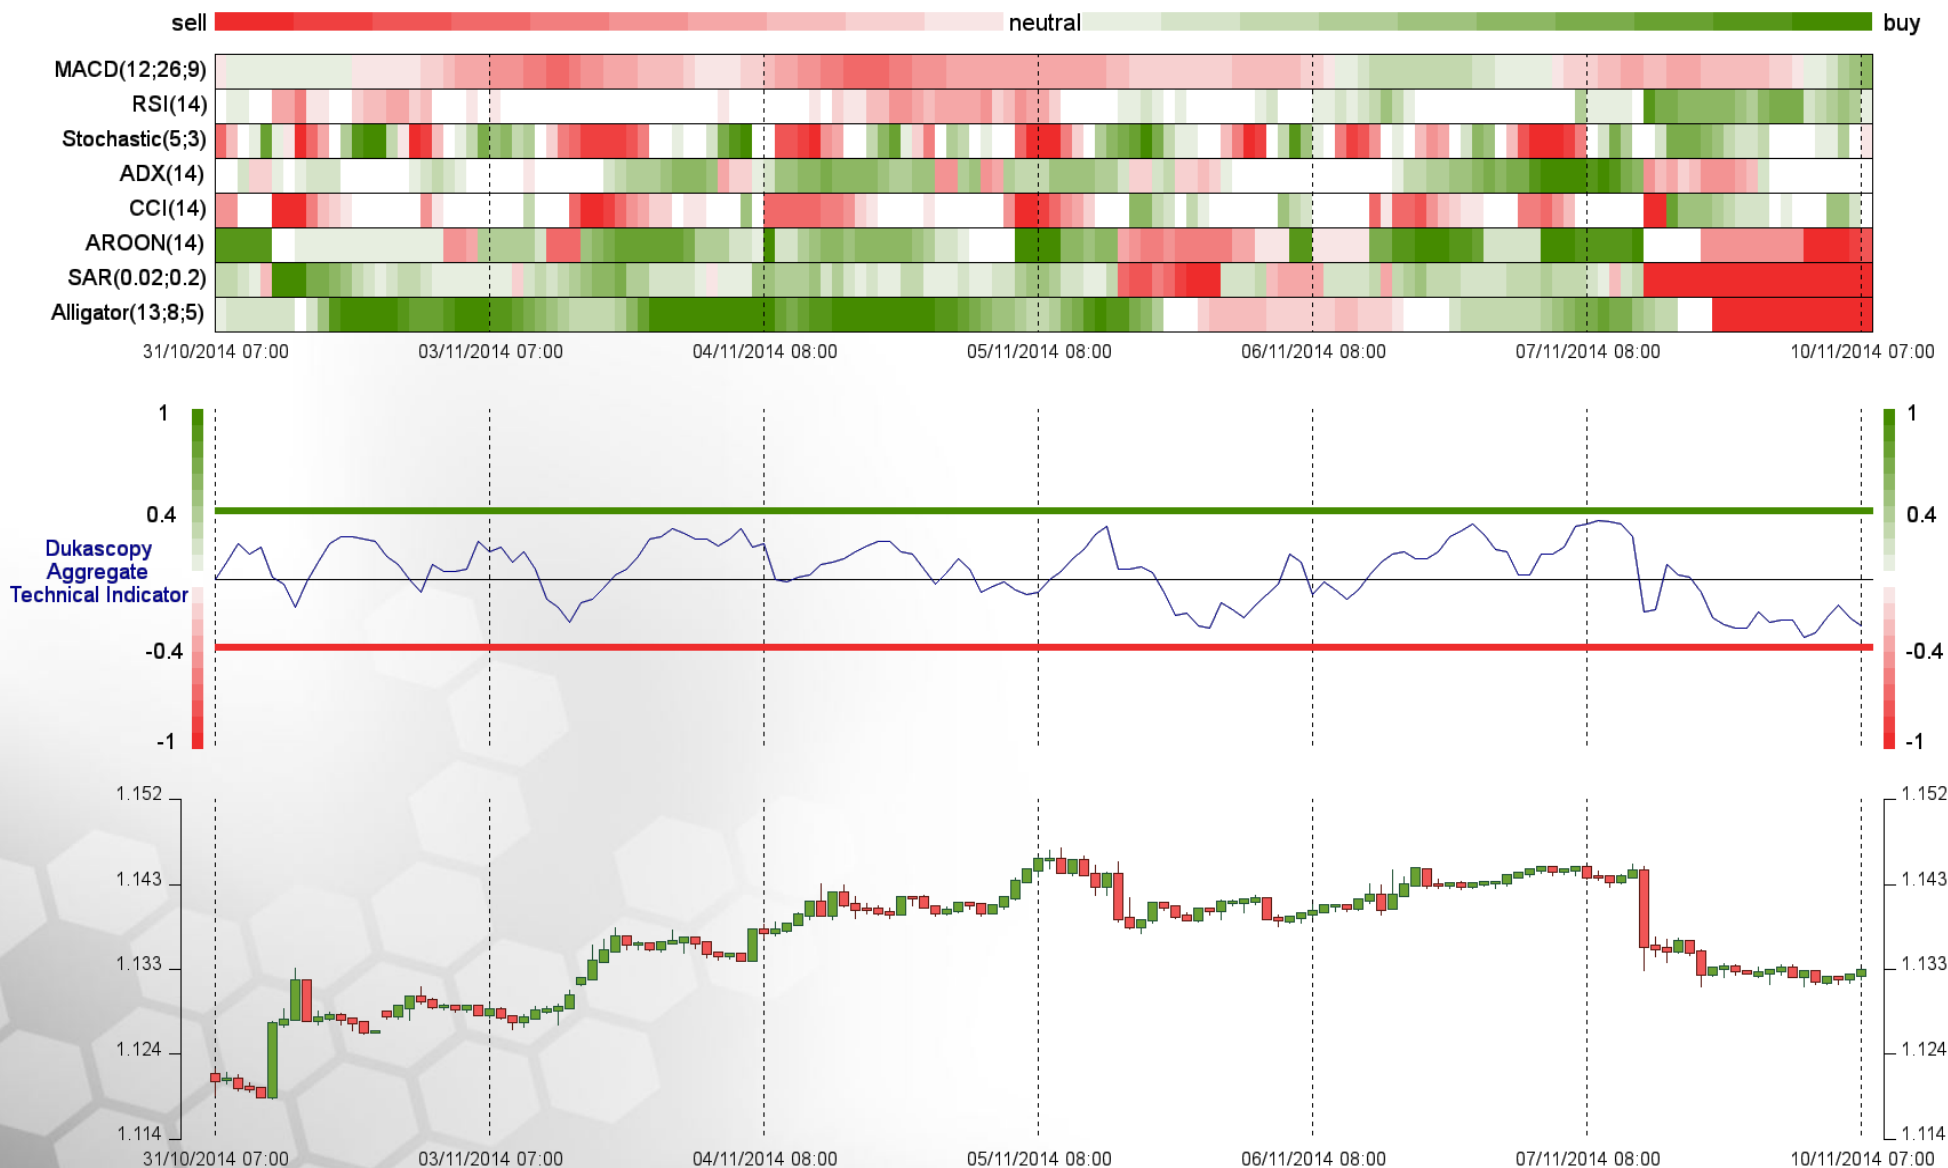 sell neutral buy
MACD(12;26;9)
RSI(14)
Stochastic(5;3)
ADX(14)
CCI(14)
AROON(14)
SAR(0.02;0.2)
Alligator(13;8;5)
31/10/2014 07:00 03/11/2014 07:00 04/11/2014 08:00 05/11/2014 08:00 06/11/2014 08:00 07/11/2014 08:00 10/11/2014 07:00
1 1
0.4 0.4
Dukascopy
Aggregate
Technical Indicator
-0.4 -0.4
-1 -1
1.152 1.152
1.143 1.143
1.133 1.133
1.124 1.124
1.114 1.114
31/10/2014 07:00 03/11/2014 07:00 04/11/2014 08:00 05/11/2014 08:00 06/11/2014 08:00 07/11/2014 08:00 10/11/2014 07:00